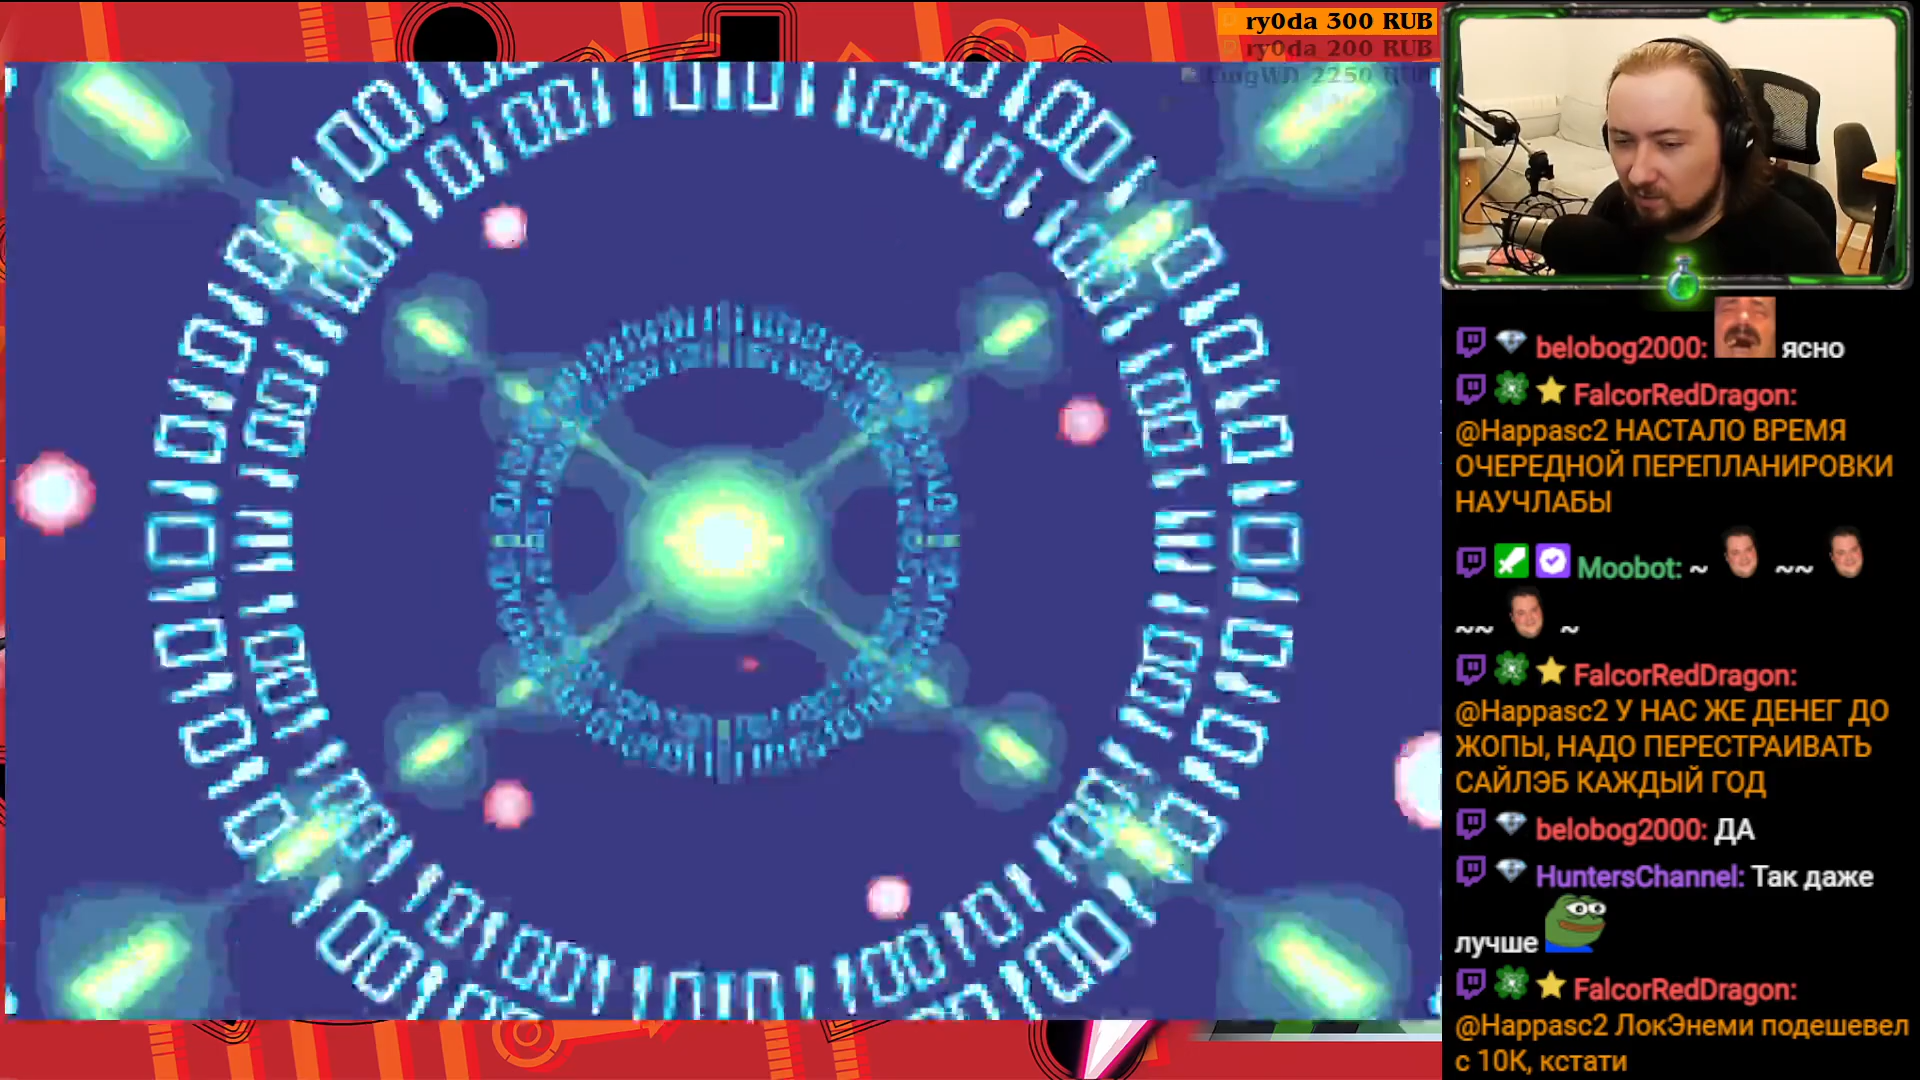 ry0da 300 RUB
ry0da 200 RUB
2250 RUB
belobog2000: ясно
FalcorRedDragon:
@Happasc2 НАСТАЛО ВРЕМЯ
ОЧЕРЕДНОЙ ПЕРЕПЛАНИРОВКИ
НАУЧЛАБЫ
Moobot: ~ ~~
~~ ~
FalcorRedDragon:
@Happasc2 У НАС ЖЕ ДЕНЕГ ДО
ЖОПЫ, НАДО ПЕРЕСТРАИВАТЬ
САЙЛЭБ КАЖДЫЙ ГОД
belobog2000: ДА
HuntersChannel: Так даже
лучше
FalcorRedDragon:
@Happasc2 ЛокЭнеми подешевел
с 10К, кстати